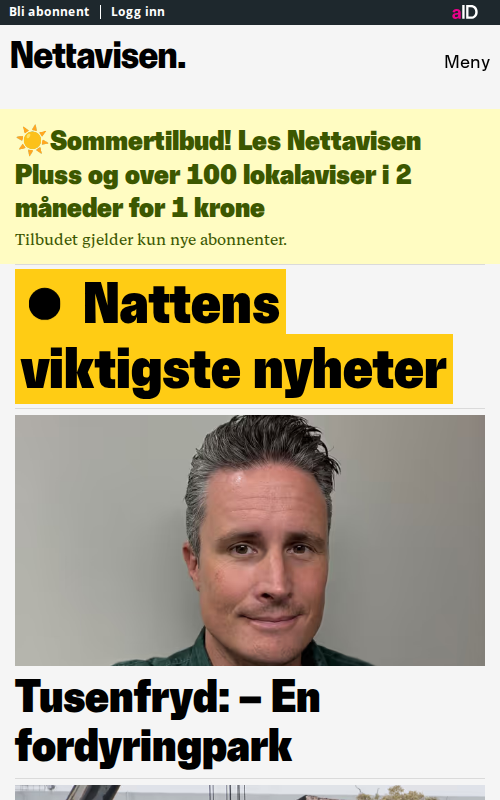 Bli abonnent | Logg inn
aID
Nettavisen.
Meny
☀️Sommertilbud! Les Nettavisen
Pluss og over 100 lokalaviser i 2
måneder for 1 krone
Tilbudet gjelder kun nye abonnenter.
● Nattens
viktigste nyheter
Tusenfryd: – En
fordyringpark